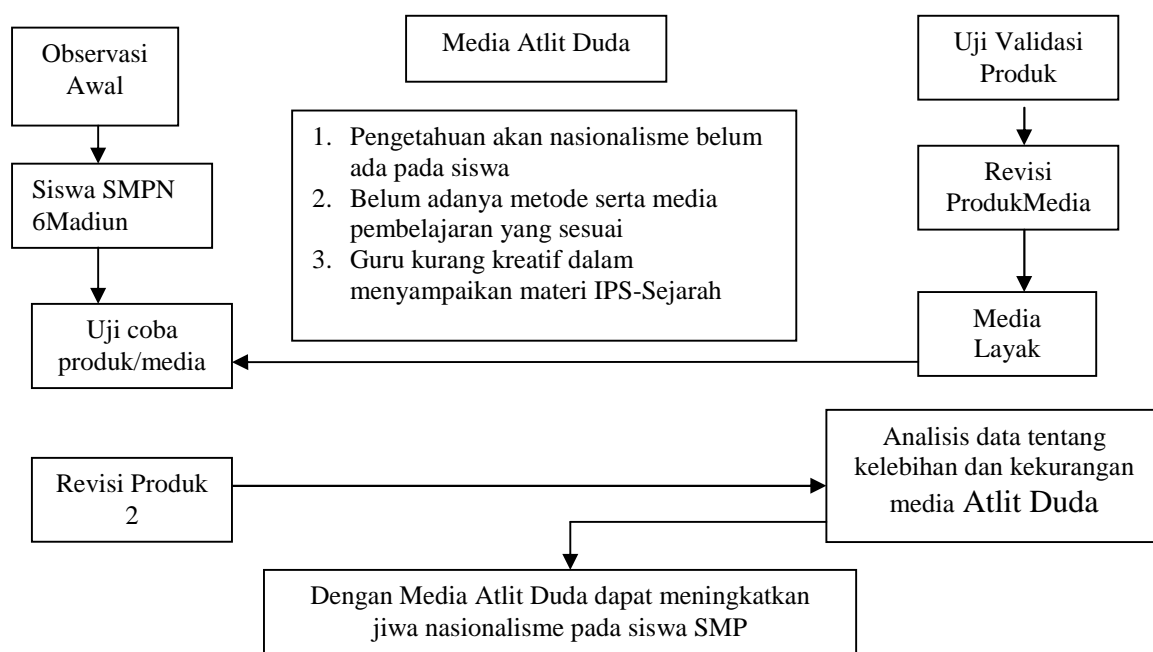 Observasi
Awal
Media Atlit Duda
Uji Validasi
Produk
Siswa SMPN
6Madiun
1. Pengetahuan akan nasionalisme belum
ada pada siswa
2. Belum adanya metode serta media
pembelajaran yang sesuai
3. Guru kurang kreatif dalam
menyampaikan materi IPS-Sejarah
Revisi
ProdukMedia
Uji coba
produk/media
Media
Layak
Revisi Produk
2
Analisis data tentang
kelebihan dan kekurangan
media Atlit Duda
Dengan Media Atlit Duda dapat meningkatkan
jiwa nasionalisme pada siswa SMP